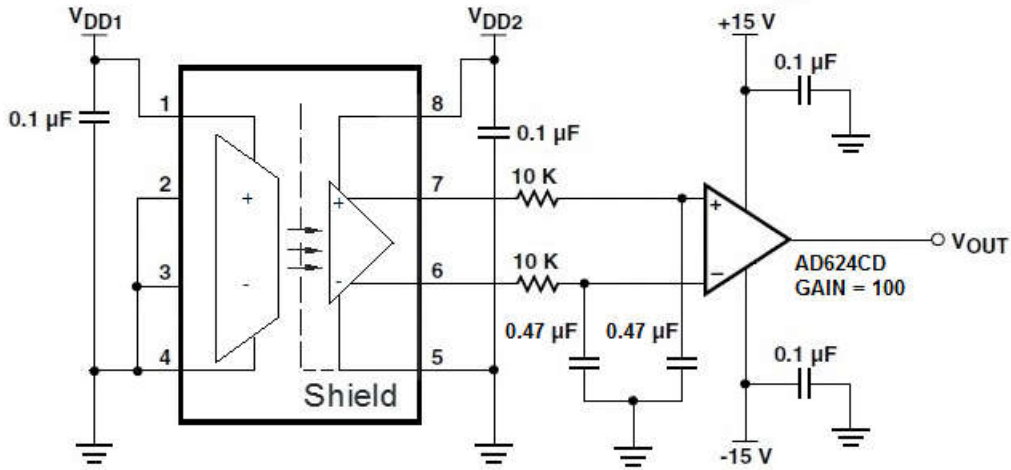 VDD1
VDD2
+15 V
0.1 µF
1
8
0.1 µF
0.1 µF
2
7
10 K
+
+
+
3
6
10 K
-
-
−
VOUT
AD624CD
GAIN = 100
0.47 µF
0.47 µF
4
5
0.1 µF
Shield
-15 V